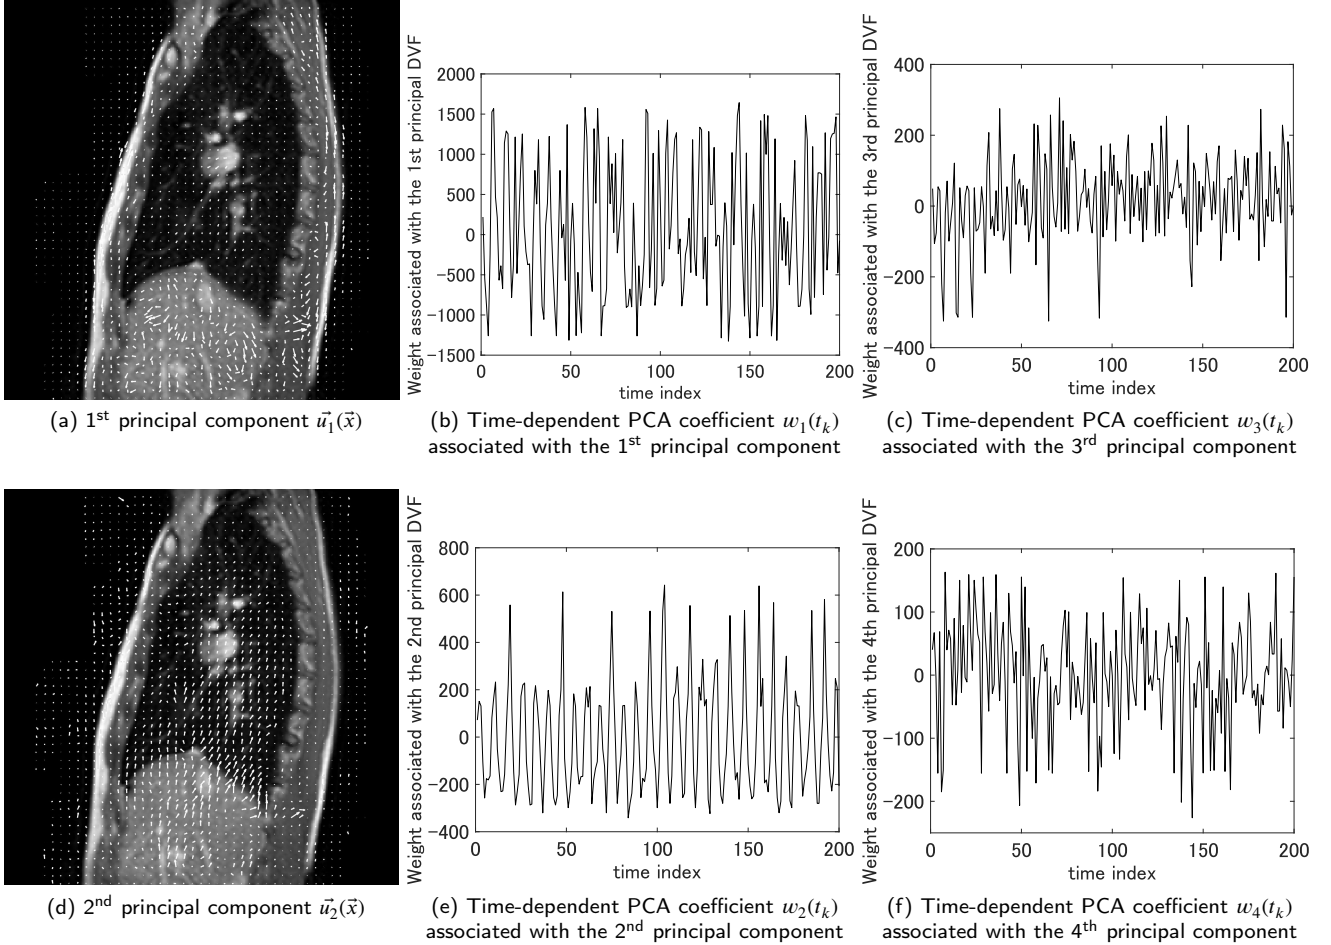 Weight associated with the 1st principal DVF
2000
1500
1000
500
0
−500
−1000
−1500
0 50 100 150 200
time index
Weight associated with the 3rd principal DVF
400
200
0
−200
−400
0 50 100 150 200
time index
(a) 1st principal component u⃗1(x⃗)
(b) Time-dependent PCA coefficient w1(tk)
associated with the 1st principal component
(c) Time-dependent PCA coefficient w3(tk)
associated with the 3rd principal component
Weight associated with the 2nd principal DVF
800
600
400
200
0
−200
−400
0 50 100 150 200
time index
Weight associated with the 4th principal DVF
200
100
0
−100
−200
0 50 100 150 200
time index
(d) 2nd principal component u⃗2(x⃗)
(e) Time-dependent PCA coefficient w2(tk)
associated with the 2nd principal component
(f) Time-dependent PCA coefficient w4(tk)
associated with the 4th principal component